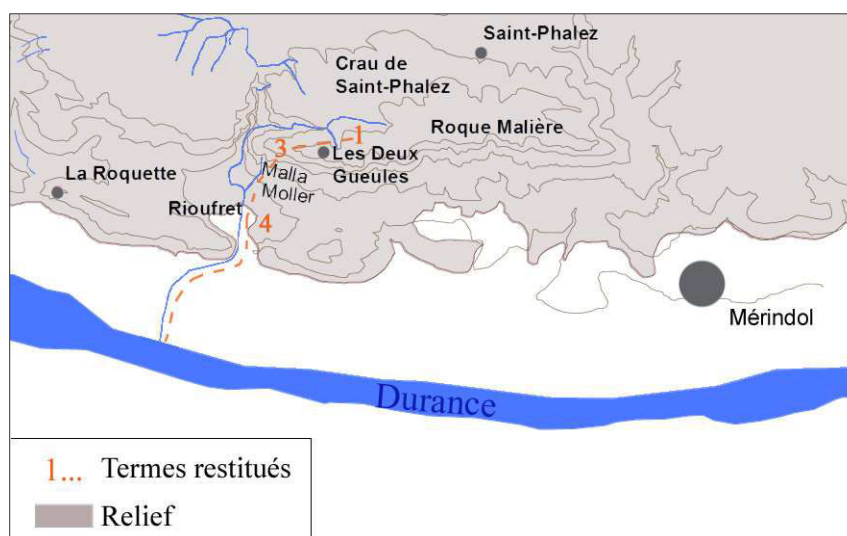 Saint-Phalez
Crau de
Saint-Phalez
Roque Malière
1
3
Les Deux
Gueules
La Roquette
Malla
Moller
Rioufret
4
Mérindol
Durance
1... Termes restitués
Relief